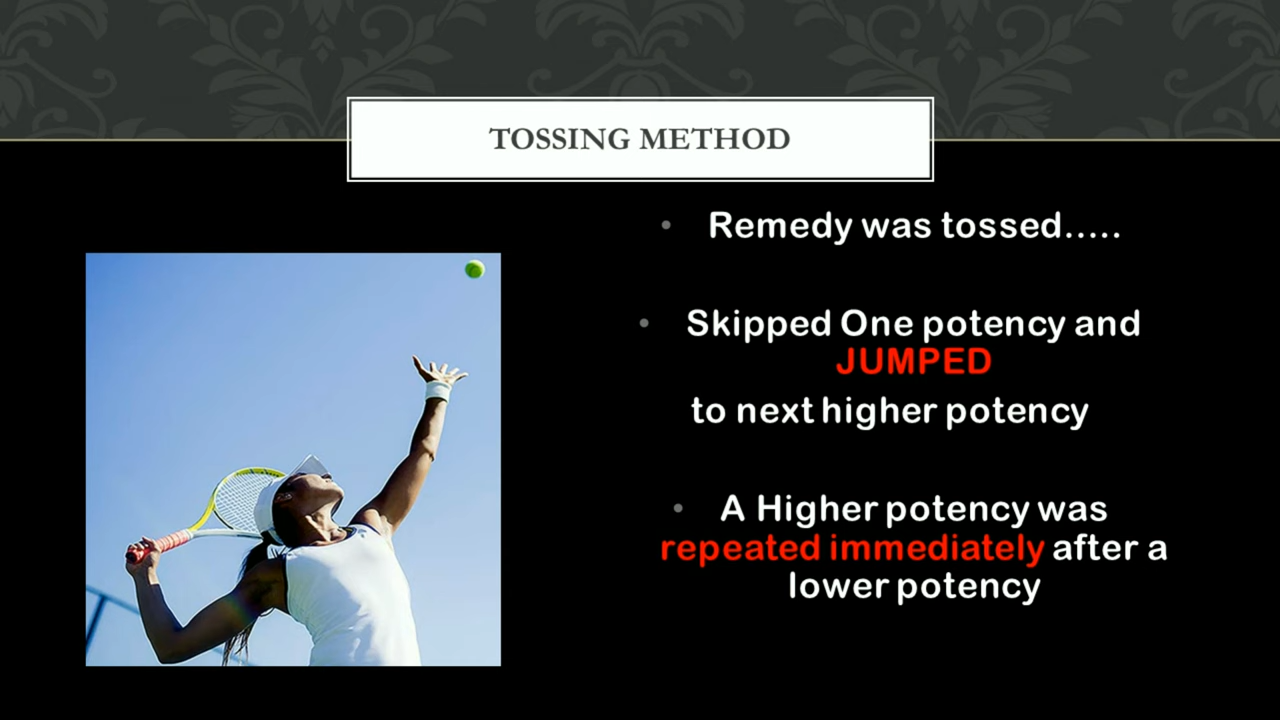 TOSSING METHOD
Remedy was tossed.....
Skipped One potency and
JUMPED
to next higher potency
A Higher potency was
repeated immediately after a
lower potency